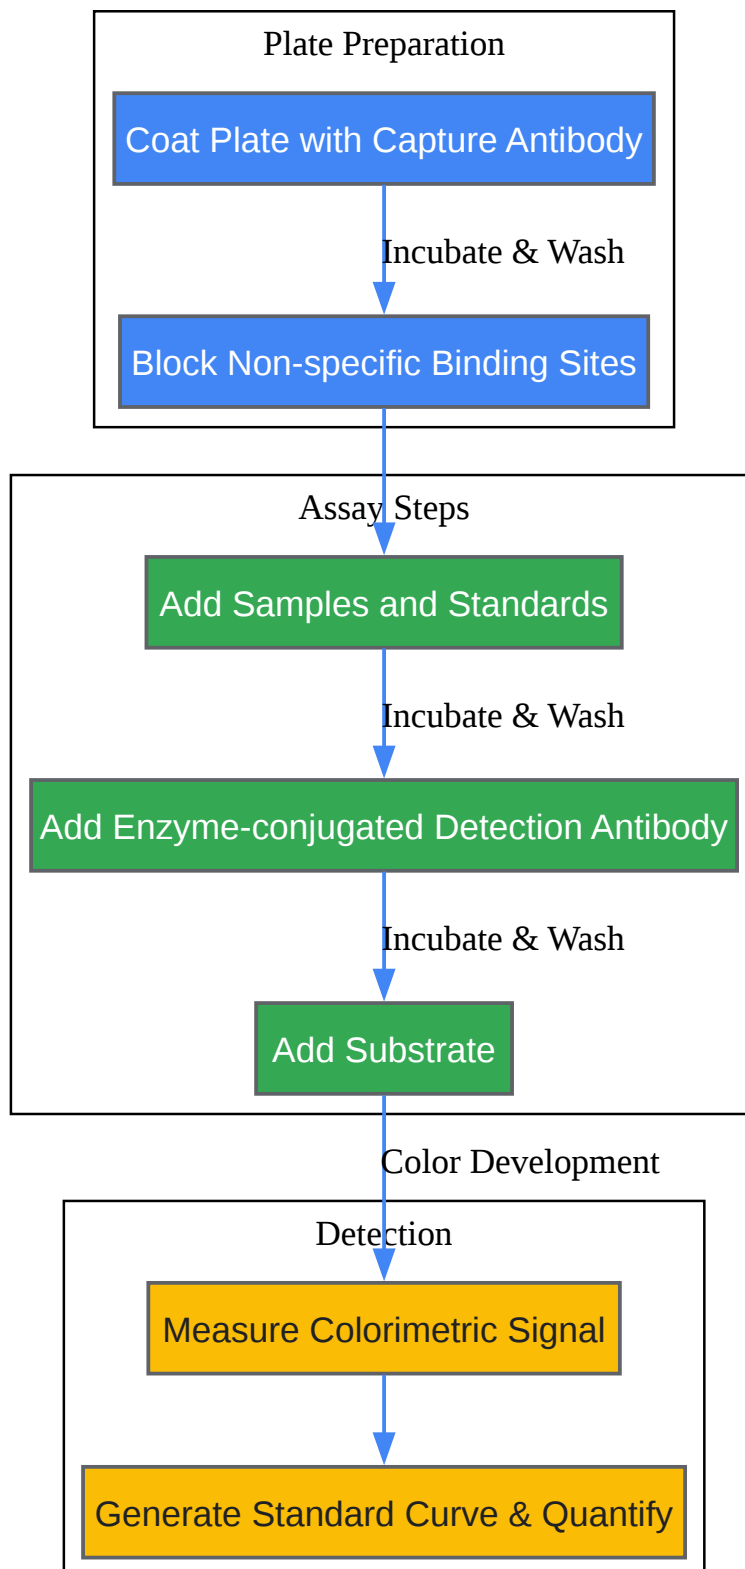 Plate Preparation
Coat Plate with Capture Antibody
Incubate & Wash
Block Non-specific Binding Sites
Assay Steps
Add Samples and Standards
Incubate & Wash
Add Enzyme-conjugated Detection Antibody
Incubate & Wash
Add Substrate
Color Development
Detection
Measure Colorimetric Signal
Generate Standard Curve & Quantify